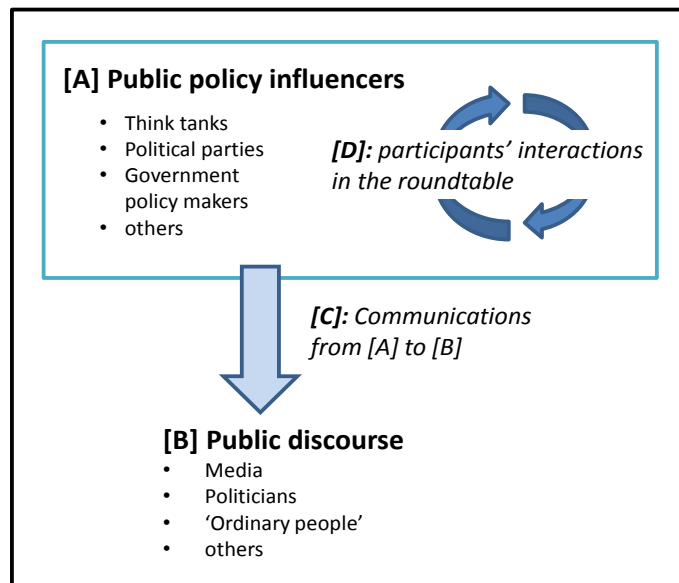 [A] Public policy influencers
• Think tanks
• Political parties
• Government
policy makers
• others
[D]: participants’ interactions
in the roundtable
[C]: Communications
from [A] to [B]
[B] Public discourse
• Media
• Politicians
• ‘Ordinary people’
• others